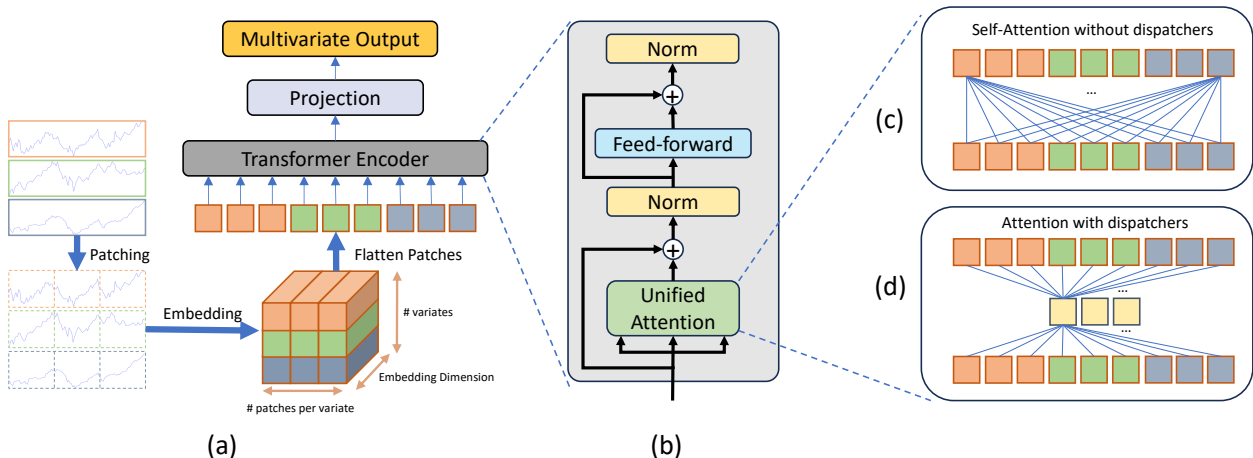 Multivariate Output
Projection
Transformer Encoder
Patching
Flatten Patches
Embedding
# variates
Embedding Dimension
# patches per variate
(a)
Norm
+
Feed-forward
Norm
+
Unified
Attention
(b)
Self-Attention without dispatchers
...
(c)
Attention with dispatchers
...
...
(d)